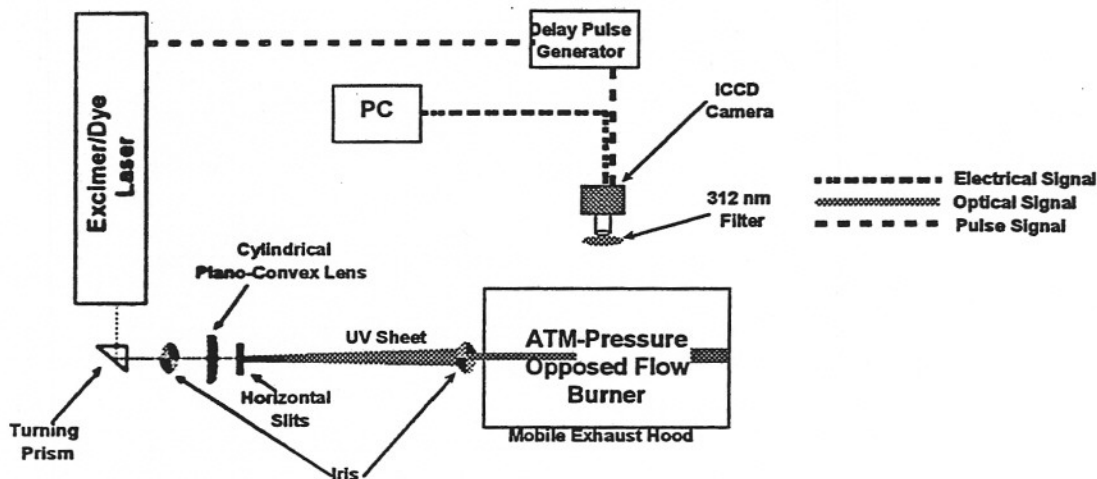 Delay Pulse
Generator
PC
ICCD
Camera
Excimer/Dye
Laser
312 nm
Filter
Electrical Signal
Optical Signal
Pulse Signal
Cylindrical
Plano-Convex Lens
UV Sheet
ATM-Pressure
Opposed Flow
Burner
Horizontal
Slits
Turning
Prism
Mobile Exhaust Hood
Iris